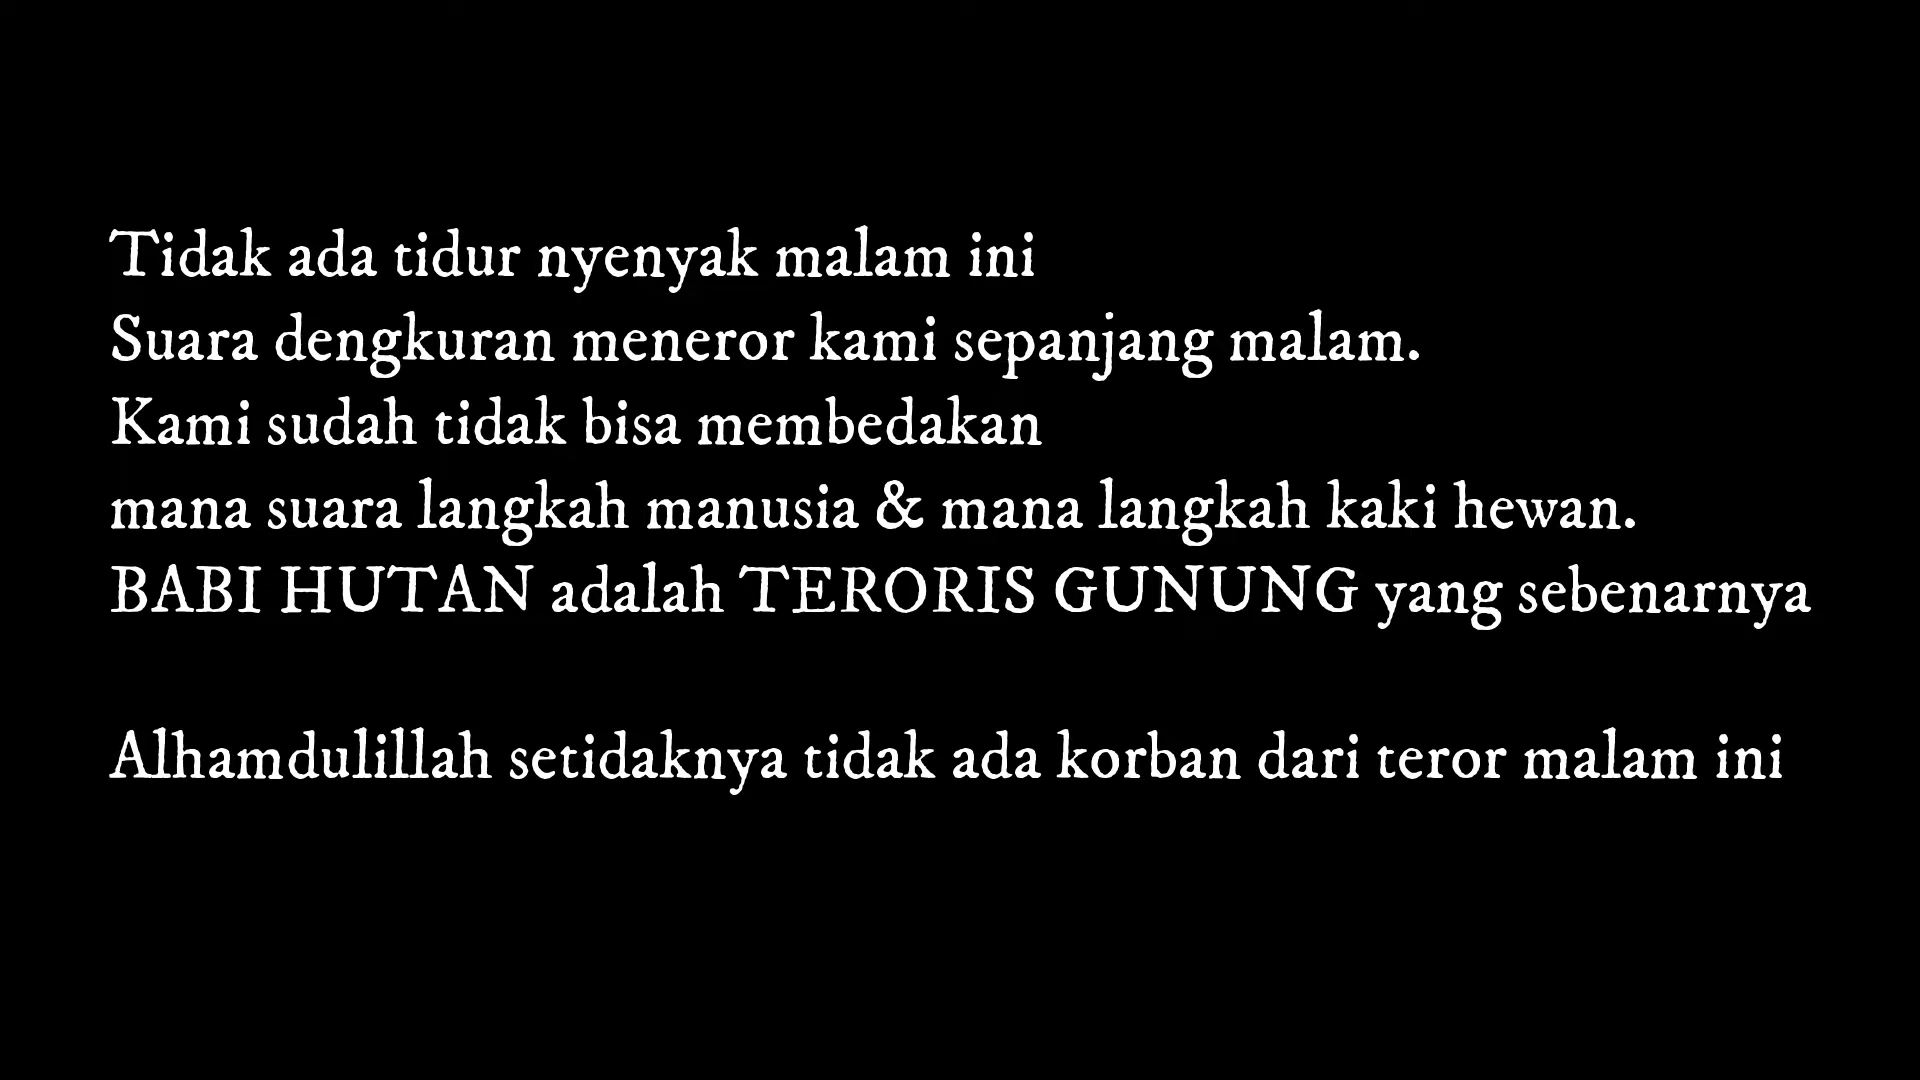 Tidak ada tidur nyenyak malam ini
Suara dengkuran meneror kami sepanjang malam.
Kami sudah tidak bisa membedakan
mana suara langkah manusia & mana langkah kaki hewan.
BABI HUTAN adalah TERORIS GUNUNG yang sebenarnya
Alhamdulillah setidaknya tidak ada korban dari teror malam ini